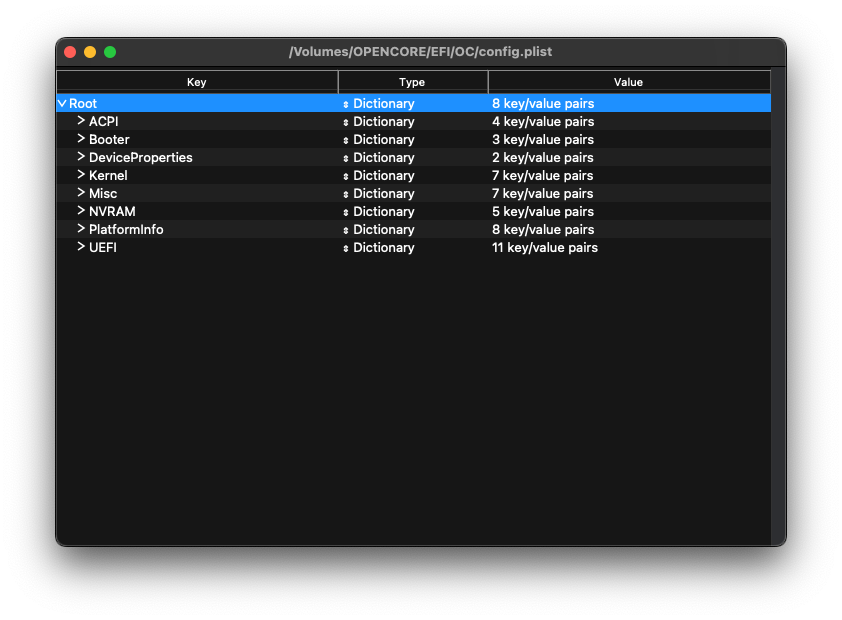 /Volumes/OPENCORE/EFI/OC/config.plist
Key Type Value
Root Dictionary 8 key/value pairs
ACPI Dictionary 4 key/value pairs
Booter Dictionary 3 key/value pairs
DeviceProperties Dictionary 2 key/value pairs
Kernel Dictionary 7 key/value pairs
Misc Dictionary 7 key/value pairs
NVRAM Dictionary 5 key/value pairs
PlatformInfo Dictionary 8 key/value pairs
UEFI Dictionary 11 key/value pairs